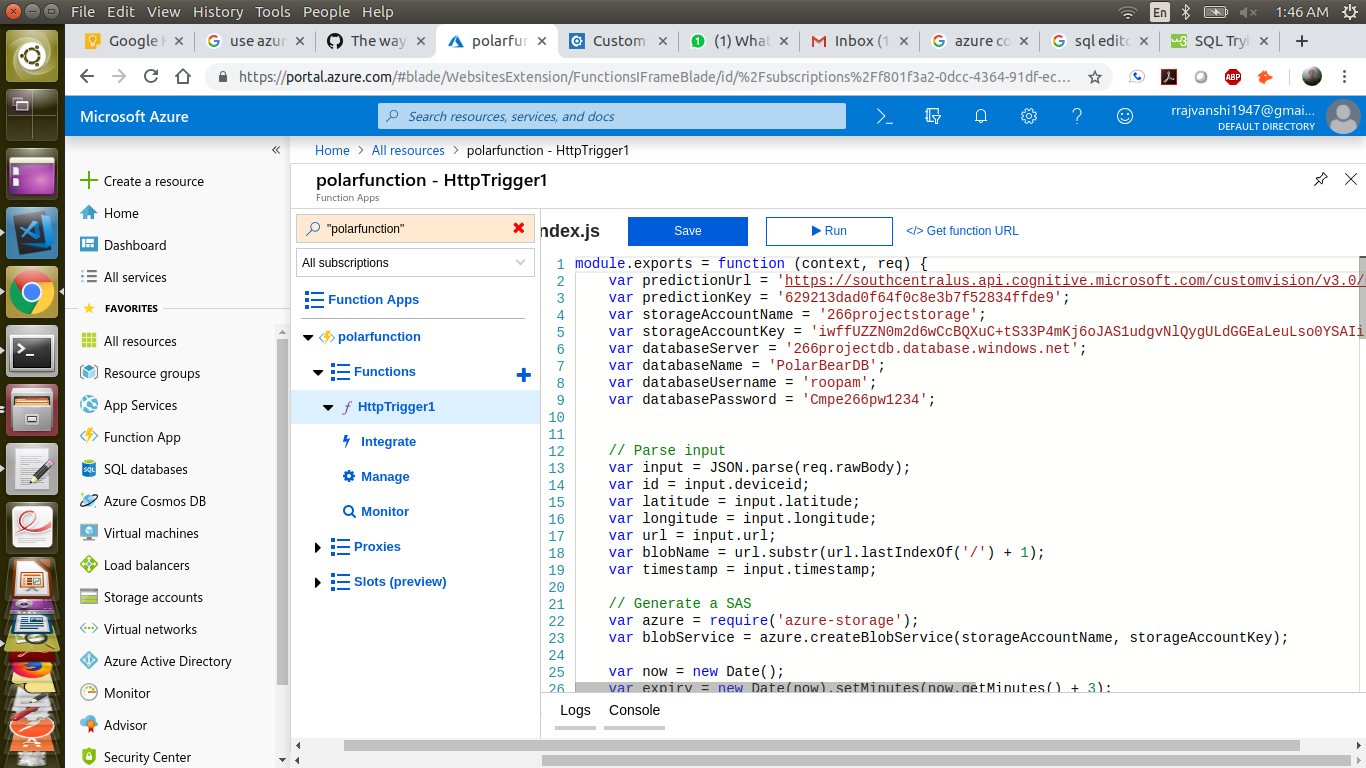 File Edit View History Tools People Help
En 1:46 AM
Google use azur The way polarfun Custom (1) What Inbox (1 azure co sql edito SQL Tryi
https://portal.azure.com/#blade/WebsitesExtension/FunctionsIFrameBlade/id/%2Fsubscriptions%2Ff801f3a2-0dcc-4364-91df-ec...
Microsoft Azure
Search resources, services, and docs
rrajvanshi1947@gmai...
DEFAULT DIRECTORY
Create a resource
Home
Dashboard
All services
FAVORITES
All resources
Resource groups
App Services
Function App
SQL databases
Azure Cosmos DB
Virtual machines
Load balancers
Storage accounts
Virtual networks
Azure Active Directory
Monitor
Advisor
Security Center
Home > All resources > polarfunction - HttpTrigger1
polarfunction - HttpTrigger1
Function Apps
"polarfunction"
All subscriptions
Function Apps
polarfunction
Functions
HttpTrigger1
Integrate
Manage
Monitor
Proxies
Slots (preview)
ndex.js Save Run </> Get function URL
1 module.exports = function (context, req) {
2 var predictionUrl = 'https://southcentralus.api.cognitive.microsoft.com/customvision/v3.0/
3 var predictionKey = '629213dad0f64f0c8e3b7f52834ffde9';
4 var storageAccountName = '266projectstorage';
5 var storageAccountKey = 'iwffUZZN0m2d6wCcBQXuC+tS33P4mKj6oJAS1udgvNlQygULdGGEaLeuLso0YSAIi
6 var databaseServer = '266projectdb.database.windows.net';
7 var databaseName = 'PolarBearDB';
8 var databaseUsername = 'roopam';
9 var databasePassword = 'Cmpe266pw1234';
10
11
12 // Parse input
13 var input = JSON.parse(req.rawBody);
14 var id = input.deviceid;
15 var latitude = input.latitude;
16 var longitude = input.longitude;
17 var url = input.url;
18 var blobName = url.substr(url.lastIndexOf('/') + 1);
19 var timestamp = input.timestamp;
20
21 // Generate a SAS
22 var azure = require('azure-storage');
23 var blobService = azure.createBlobService(storageAccountName, storageAccountKey);
24
25 var now = new Date();
26 var expiry = new Date(now).setMinutes(now.getMinutes() + 3);
Logs Console